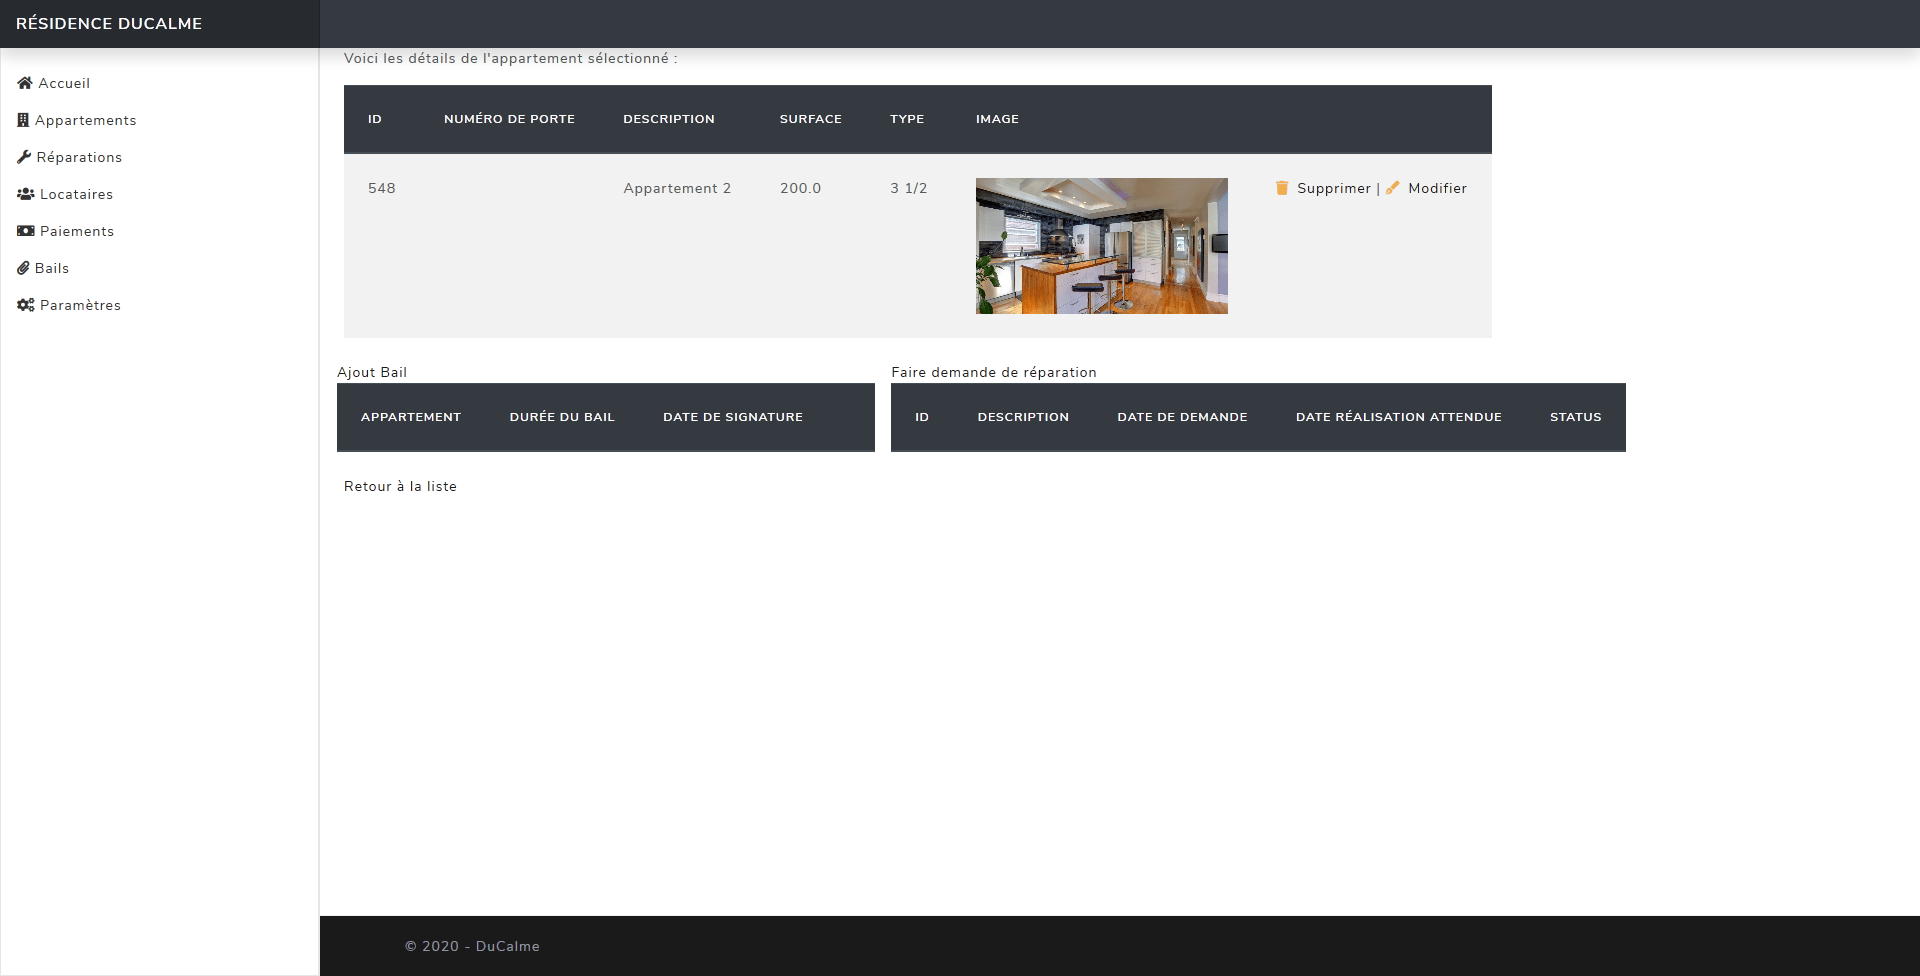 RÉSIDENCE DUCALME
Accueil
Appartements
Réparations
Locataires
Paiements
Bails
Paramètres
Voici les détails de l'appartement sélectionné :
ID NUMÉRO DE PORTE DESCRIPTION SURFACE TYPE IMAGE
548 Appartement 2 200.0 3 1/2 Supprimer | Modifier
Ajout Bail
APPARTEMENT DURÉE DU BAIL DATE DE SIGNATURE
Faire demande de réparation
ID DESCRIPTION DATE DE DEMANDE DATE RÉALISATION ATTENDUE STATUS
Retour à la liste
© 2020 - DuCalme